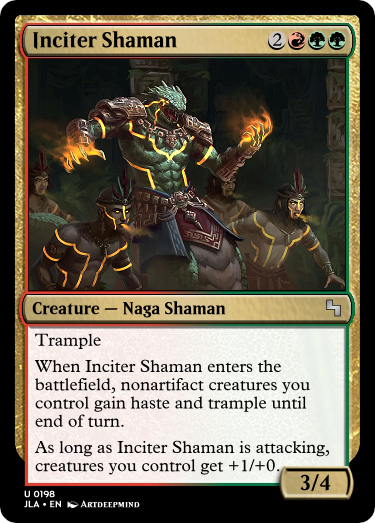 Inciter Shaman 2
Creature — Naga Shaman
Trample
When Inciter Shaman enters the
battlefield, nonartifact creatures you
control gain haste and trample until
end of turn.
As long as Inciter Shaman is attacking,
creatures you control get +1/+0.
3/4
U 0198
JLA • EN Artdeepmind